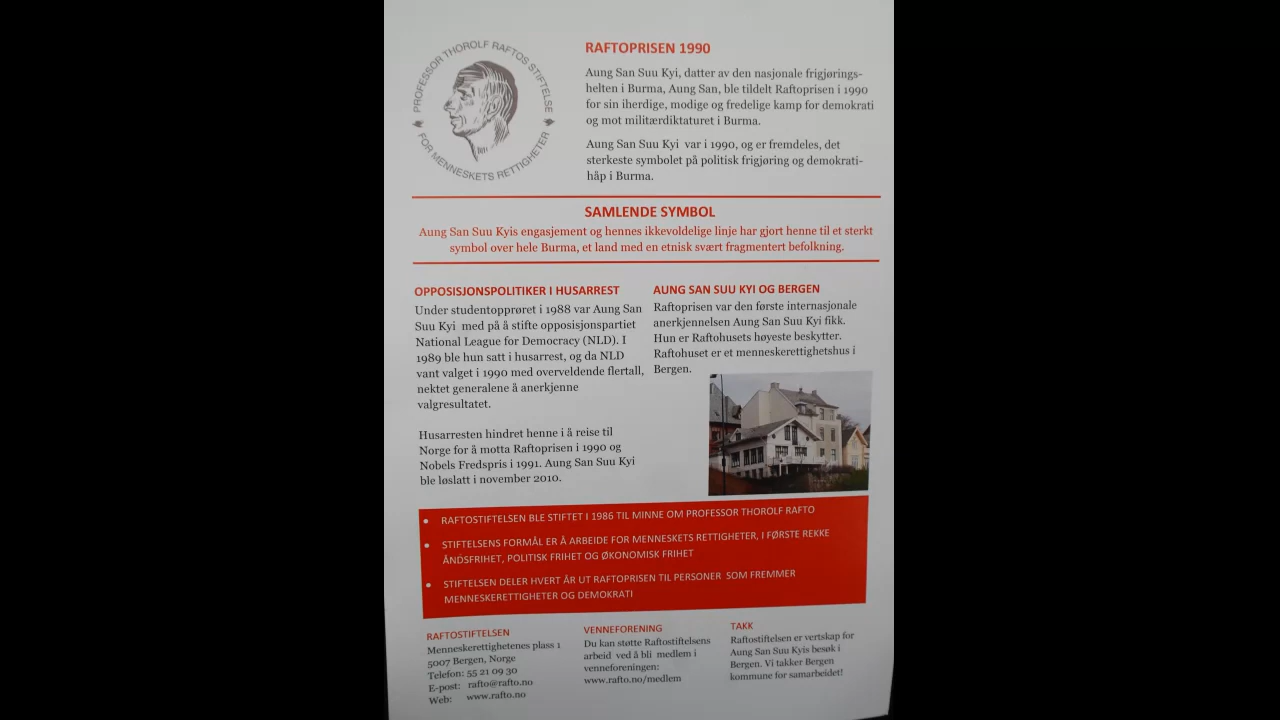 PROFESSOR THOROLF RAFTOS STIFTELSE
FOR MENNESKETS RETTIGHETER
RAFTOPRISEN 1990
Aung San Suu Kyi, datter av den nasjonale frigjørings-
helten i Burma, Aung San, ble tildelt Raftoprisen i 1990
for sin iherdige, modige og fredelige kamp for demokrati
og mot militærdiktaturet i Burma.
Aung San Suu Kyi var i 1990, og er fremdeles, det
sterkeste symbolet på politisk frigjøring og demokrati-
håp i Burma.
SAMLENDE SYMBOL
Aung San Suu Kyis engasjement og hennes ikkevoldelige linje har gjort henne til et sterkt
symbol over hele Burma, et land med en etnisk svært fragmentert befolkning.
OPPOSISJONSPOLITIKER I HUSARREST
Under studentopprøret i 1988 var Aung San
Suu Kyi med på å stifte opposisjonspartiet
National League for Democracy (NLD). I
1989 ble hun satt i husarrest, og da NLD
vant valget i 1990 med overveldende flertall,
nektet generalene å anerkjenne
valgresultatet.
Husarresten hindret henne i å reise til
Norge for å motta Raftoprisen i 1990 og
Nobels Fredspris i 1991. Aung San Suu Kyi
ble løslatt i november 2010.
AUNG SAN SUU KYI OG BERGEN
Raftoprisen var den første internasjonale
anerkjennelsen Aung San Suu Kyi fikk.
Hun er Raftohusets høyeste beskytter.
Raftohuset er et menneskerettighetshus i
Bergen.
• RAFTOSTIFTELSEN BLE STIFTET I 1986 TIL MINNE OM PROFESSOR THOROLF RAFTO
• STIFTELSENS FORMÅL ER Å ARBEIDE FOR MENNESKETS RETTIGHETER, I FØRSTE REKKE
ÅNDSFRIHET, POLITISK FRIHET OG ØKONOMISK FRIHET
• STIFTELSEN DELER HVERT ÅR UT RAFTOPRISEN TIL PERSONER SOM FREMMER
MENNESKERETTIGHETER OG DEMOKRATI
RAFTOSTIFTELSEN
Menneskerettighetenes plass 1
5007 Bergen, Norge
Telefon: 55 21 09 30
E-post: rafto@rafto.no
Web: www.rafto.no
VENNEFORENING
Du kan støtte Raftostiftelsens
arbeid ved å bli medlem i
venneforeningen:
www.rafto.no/medlem
TAKK
Raftostiftelsen er vertskap for
Aung San Suu Kyis besøk i
Bergen. Vi takker Bergen
kommune for samarbeidet!